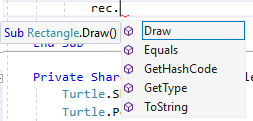 rec.
Sub Rectangle.Draw()
Draw
Equals
GetHashCode
GetType
ToString
End Sub
Private Shar
Turtle.S
Turtle.P